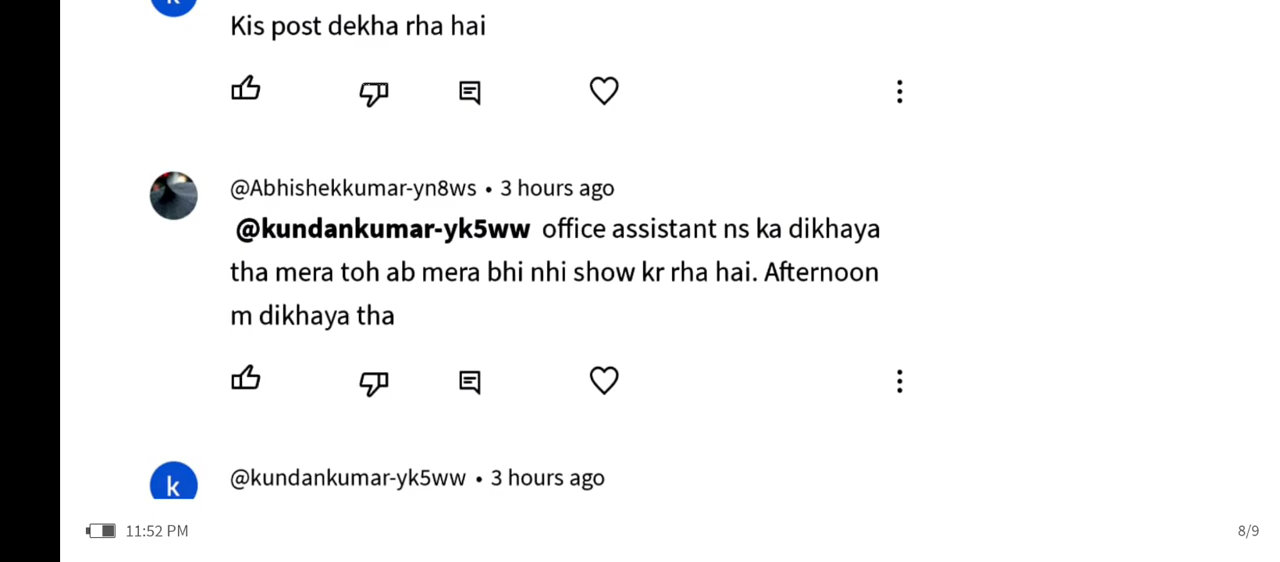 Kis post dekha rha hai
@Abhishekkumar-yn8ws • 3 hours ago
@kundankumar-yk5ww office assistant ns ka dikhaya
tha mera toh ab mera bhi nhi show kr rha hai. Afternoon
m dikhaya tha
k
@kundankumar-yk5ww • 3 hours ago
11:52 PM
8/9